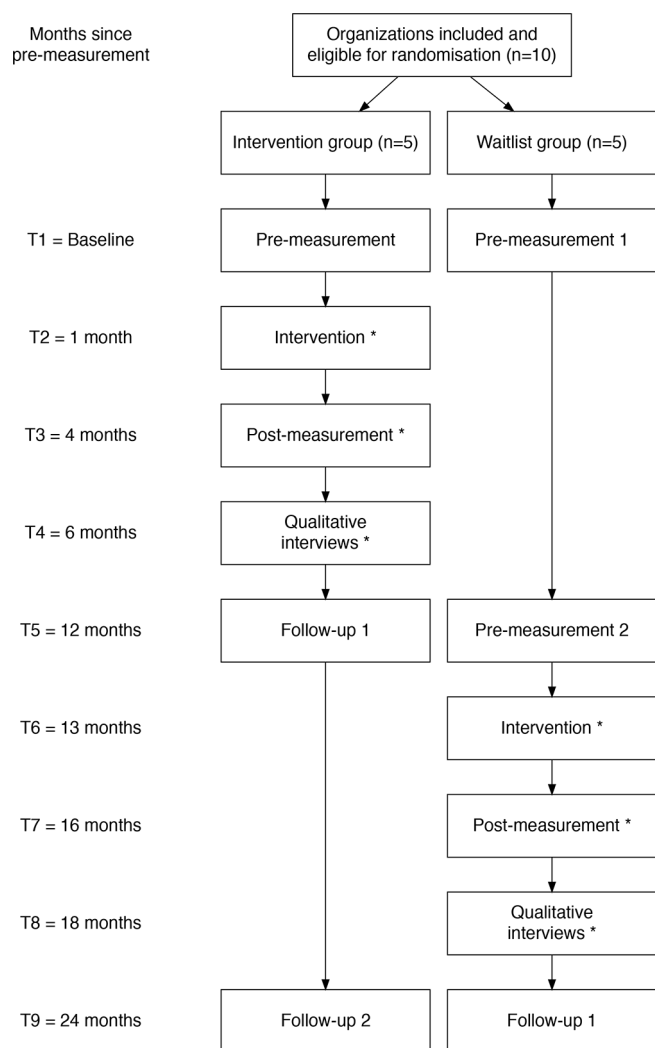 Months since
pre-measurement
Organizations included and
eligible for randomisation (n=10)
Intervention group (n=5)
Waitlist group (n=5)
T1 = Baseline
Pre-measurement
Pre-measurement 1
T2 = 1 month
Intervention *
T3 = 4 months
Post-measurement *
T4 = 6 months
Qualitative
interviews *
T5 = 12 months
Follow-up 1
Pre-measurement 2
T6 = 13 months
Intervention *
T7 = 16 months
Post-measurement *
T8 = 18 months
Qualitative
interviews *
T9 = 24 months
Follow-up 2
Follow-up 1